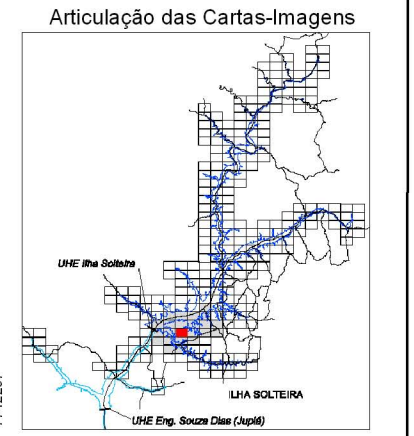 Articulação das Cartas-Imagens
UHE Ilha Solteira
ILHA SOLTEIRA
UHE Eng. Souza Dias (Jupiá)